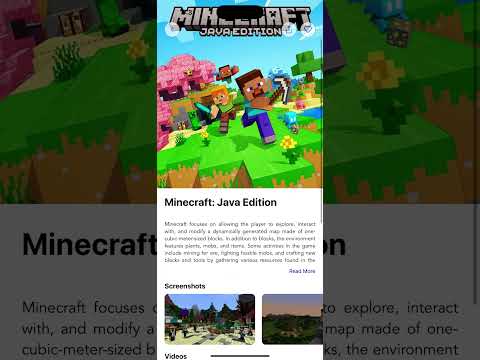 MINECRAFT
JAVA EDITION
Minecraft: Java Edition
Minecraft focuses on allowing the player to explore, interact
with, and modify a dynamically generated map made of one-
cubic-meter-sized blocks. In addition to blocks, the environment
features plants, mobs, and items. Some activities in the game
include mining for ore, fighting hostile mobs, and crafting new
blocks and tools by gathering various resources found in the
Read More
Screenshots
Videos
Minecraft
Edition
Minecraft focuses o
to explore, interact
with, and modify a d
map made of one-
cubic-meter-sized b
ks, the environment